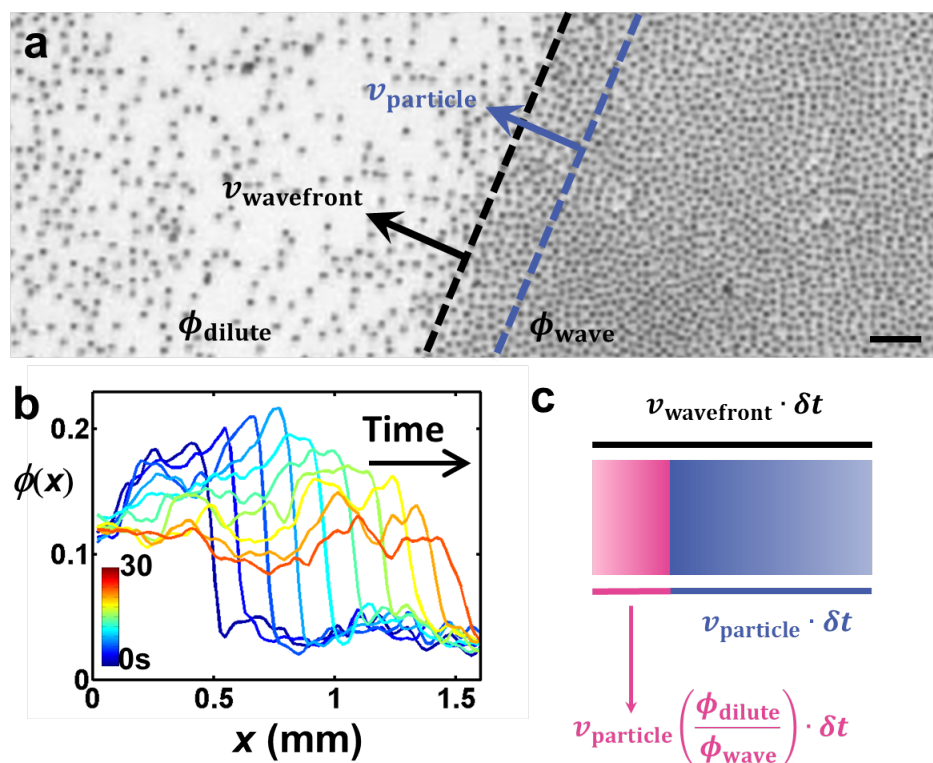 a
v_particle
v_wavefront
ϕ_dilute
ϕ_wave
b
0.2
Time
ϕ(x)
0.1
30
0s
0
0
0.5
1
1.5
x (mm)
c
v_wavefront · δt
v_particle · δt
v_particle (ϕ_dilute / ϕ_wave) · δt